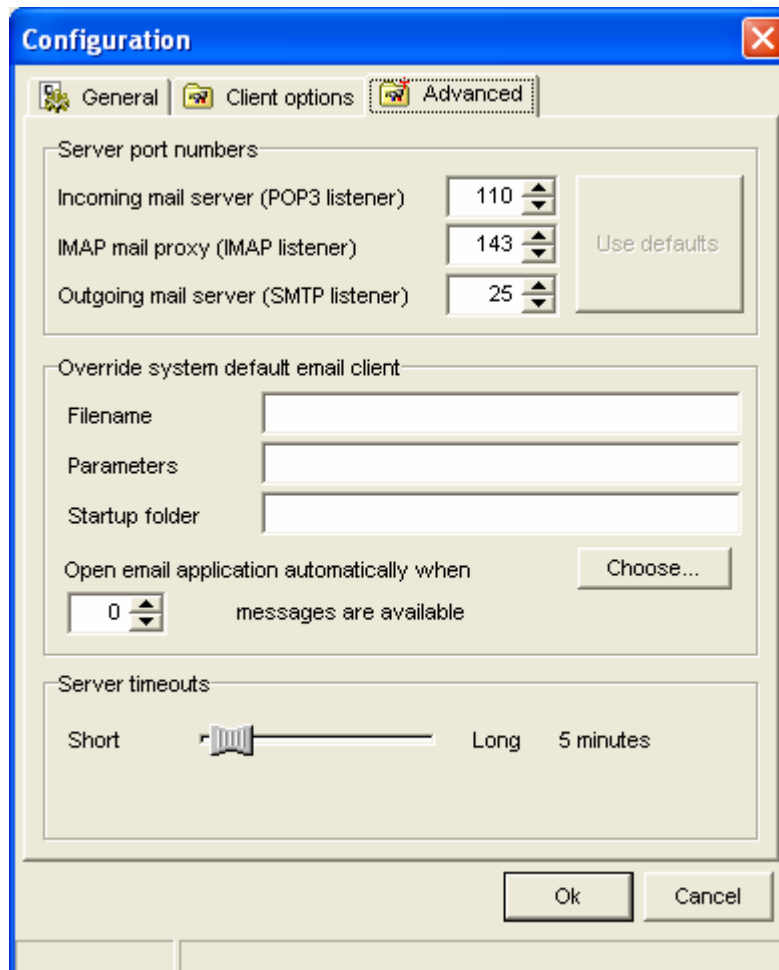 Configuration
General Client options Advanced
Server port numbers
Incoming mail server (POP3 listener) 110
IMAP mail proxy (IMAP listener) 143 Use defaults
Outgoing mail server (SMTP listener) 25
Override system default email client
Filename
Parameters
Startup folder
Open email application automatically when Choose...
0 messages are available
Server timeouts
Short Long 5 minutes
Ok Cancel